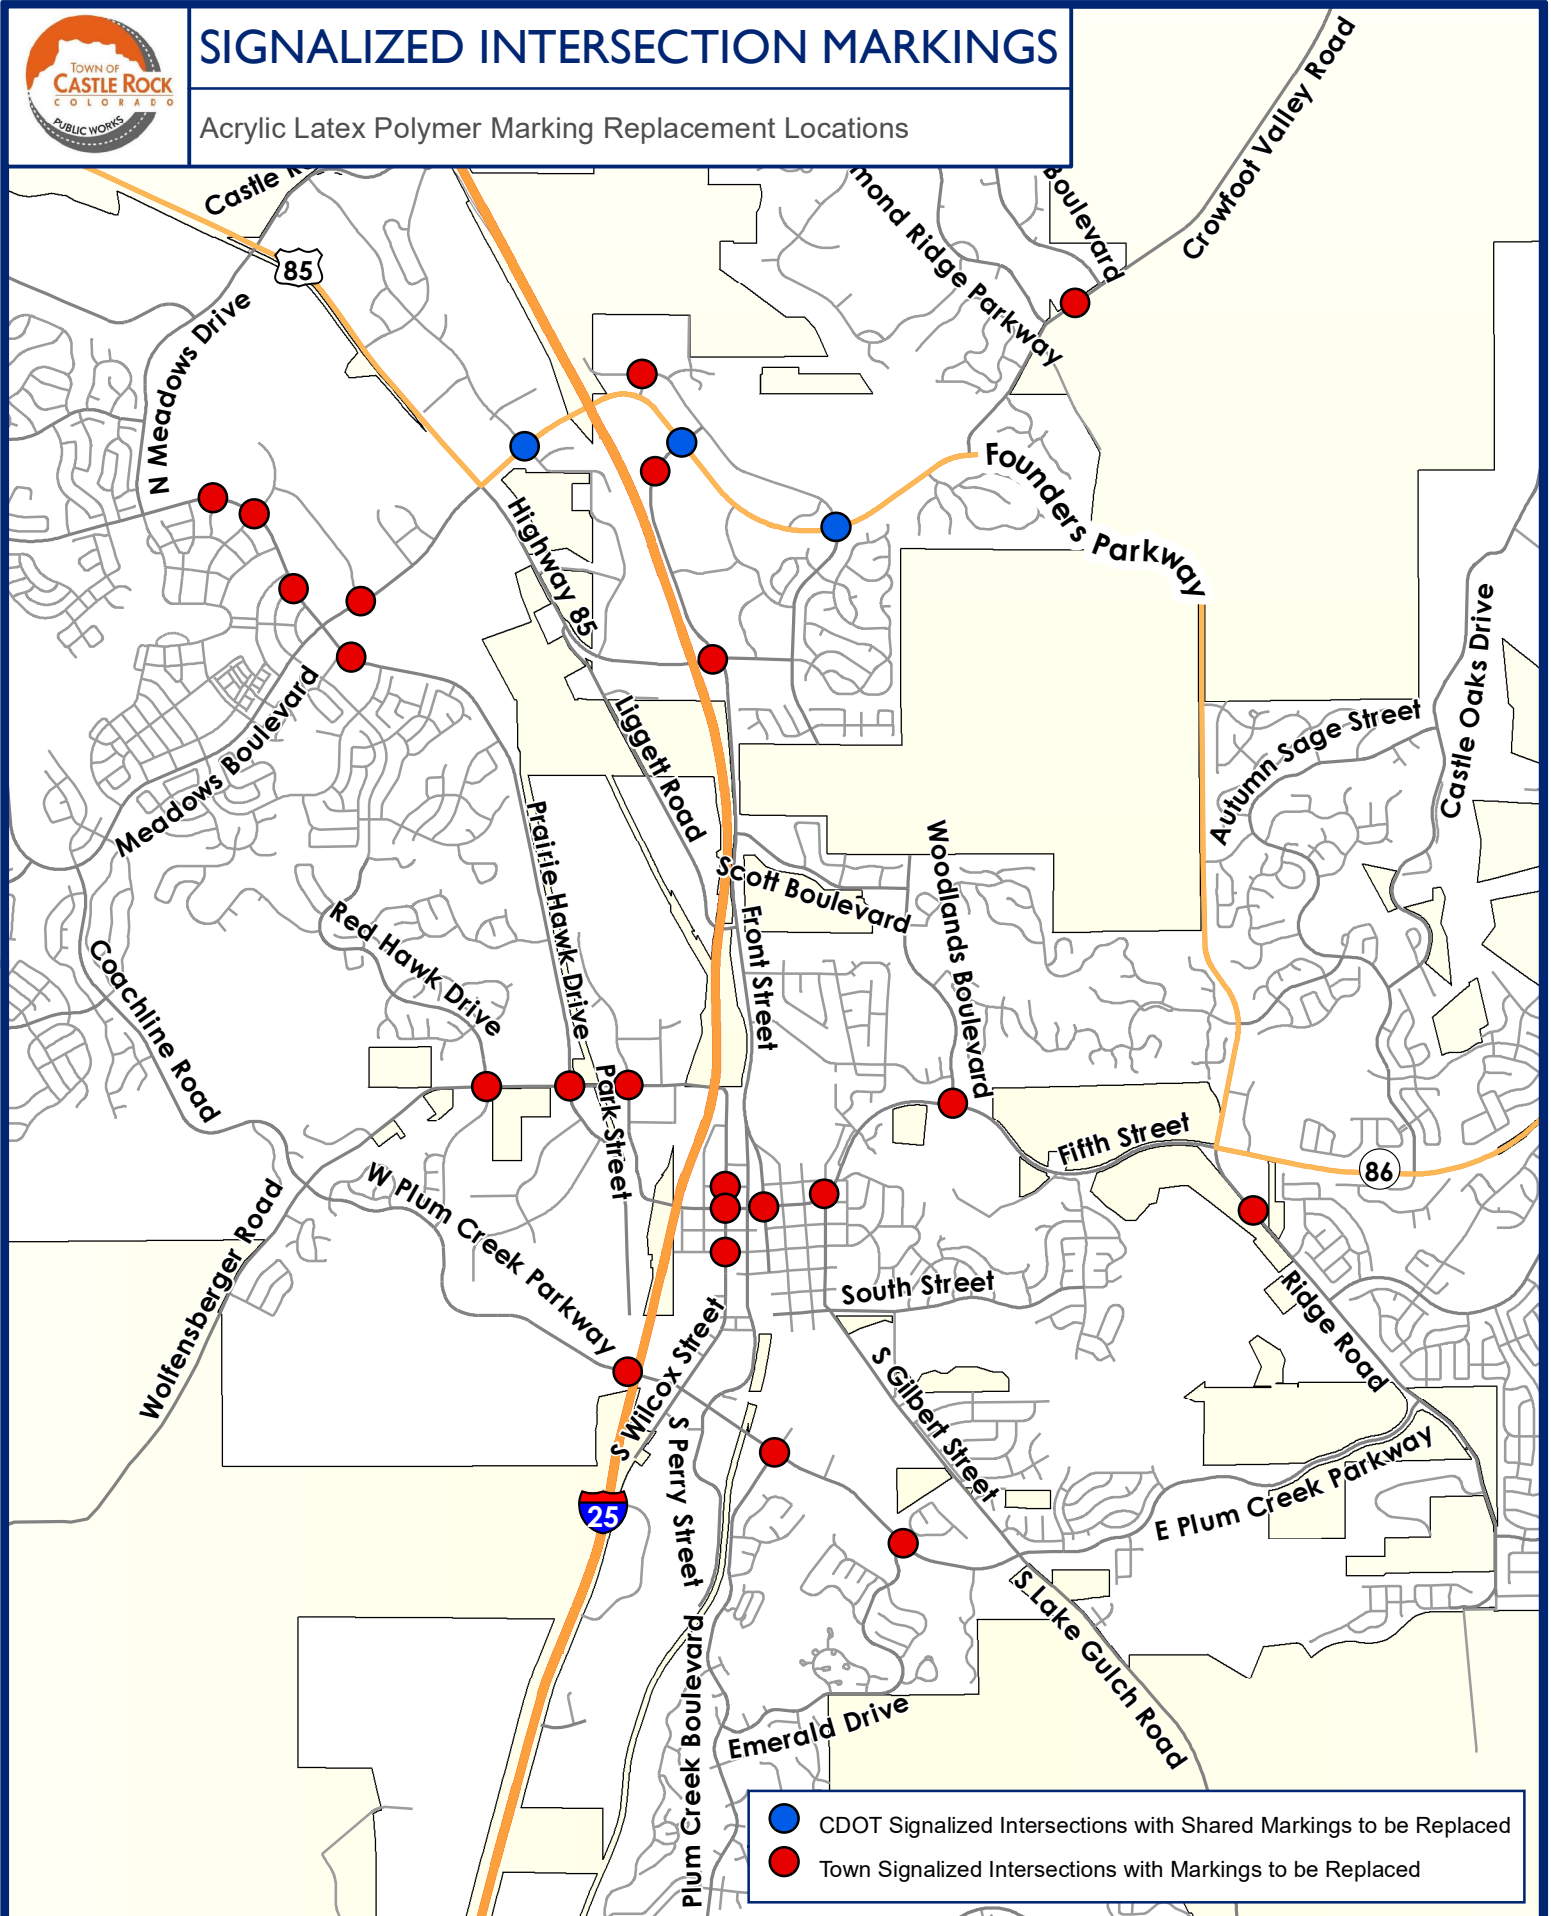 TOWN OF
CASTLE ROCK
COLORADO
PUBLIC WORKS
SIGNALIZED INTERSECTION MARKINGS
Acrylic Latex Polymer Marking Replacement Locations
Castle
mond Ridge Parkway
Boulevard
Crowfoot Valley Road
85
N Meadows Drive
Founders Parkway
Highway 85
Meadows Boulevard
Liggett Road
Autumn Sage Street
Castle Oaks Drive
Prairie Hawk Drive
Scott Boulevard
Woodlands Boulevard
Red Hawk Drive
Front Street
Coachline Road
Park Street
Fifth Street
86
W Plum Creek Parkway
Wolfensberger Road
South Street
Ridge Road
S Wilcox Street
S Gilbert Street
S Perry Street
E Plum Creek Parkway
25
S Lake Gulch Road
Plum Creek Boulevard
Emerald Drive
CDOT Signalized Intersections with Shared Markings to be Replaced
Town Signalized Intersections with Markings to be Replaced